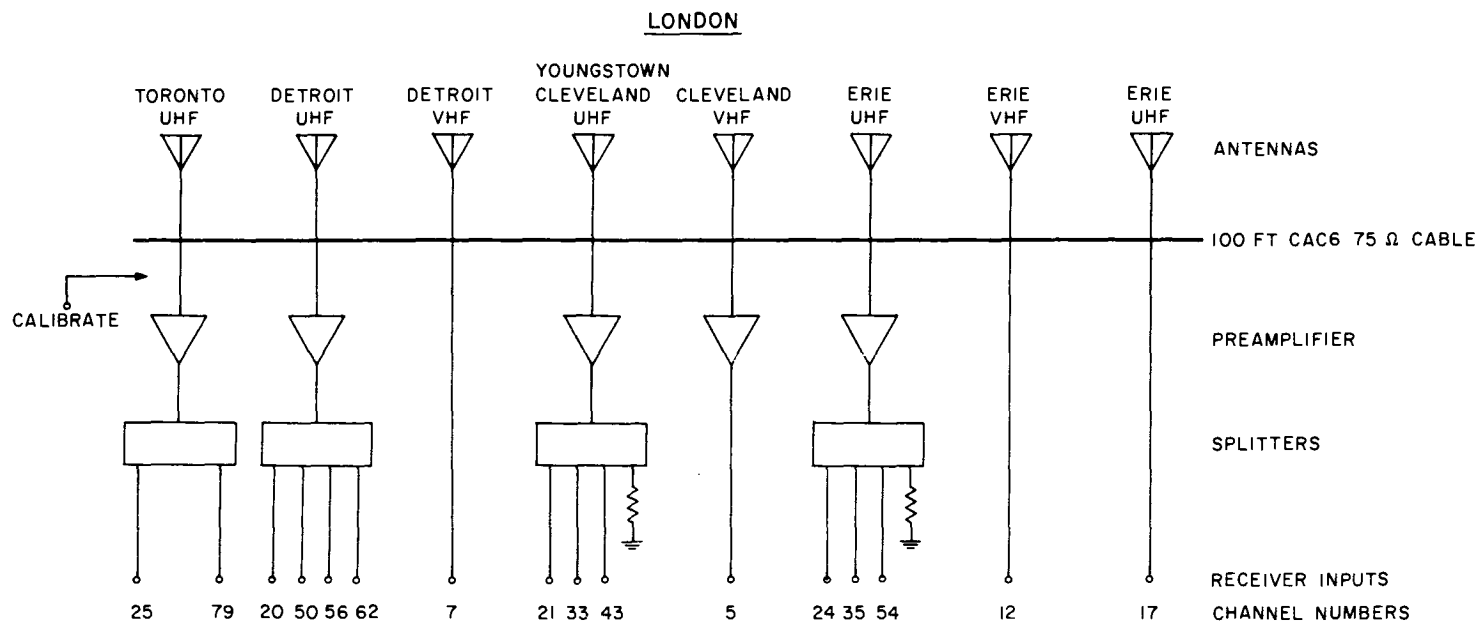 LONDON
TORONTO UHF
DETROIT UHF
DETROIT VHF
YOUNGSTOWN CLEVELAND UHF
CLEVELAND VHF
ERIE UHF
ERIE VHF
ERIE UHF
ANTENNAS
100 FT CAC6 75 Ω CABLE
CALIBRATE
PREAMPLIFIER
SPLITTERS
RECEIVER INPUTS
25 79 20 50 56 62 7 21 33 43 5 24 35 54 12 17 CHANNEL NUMBERS